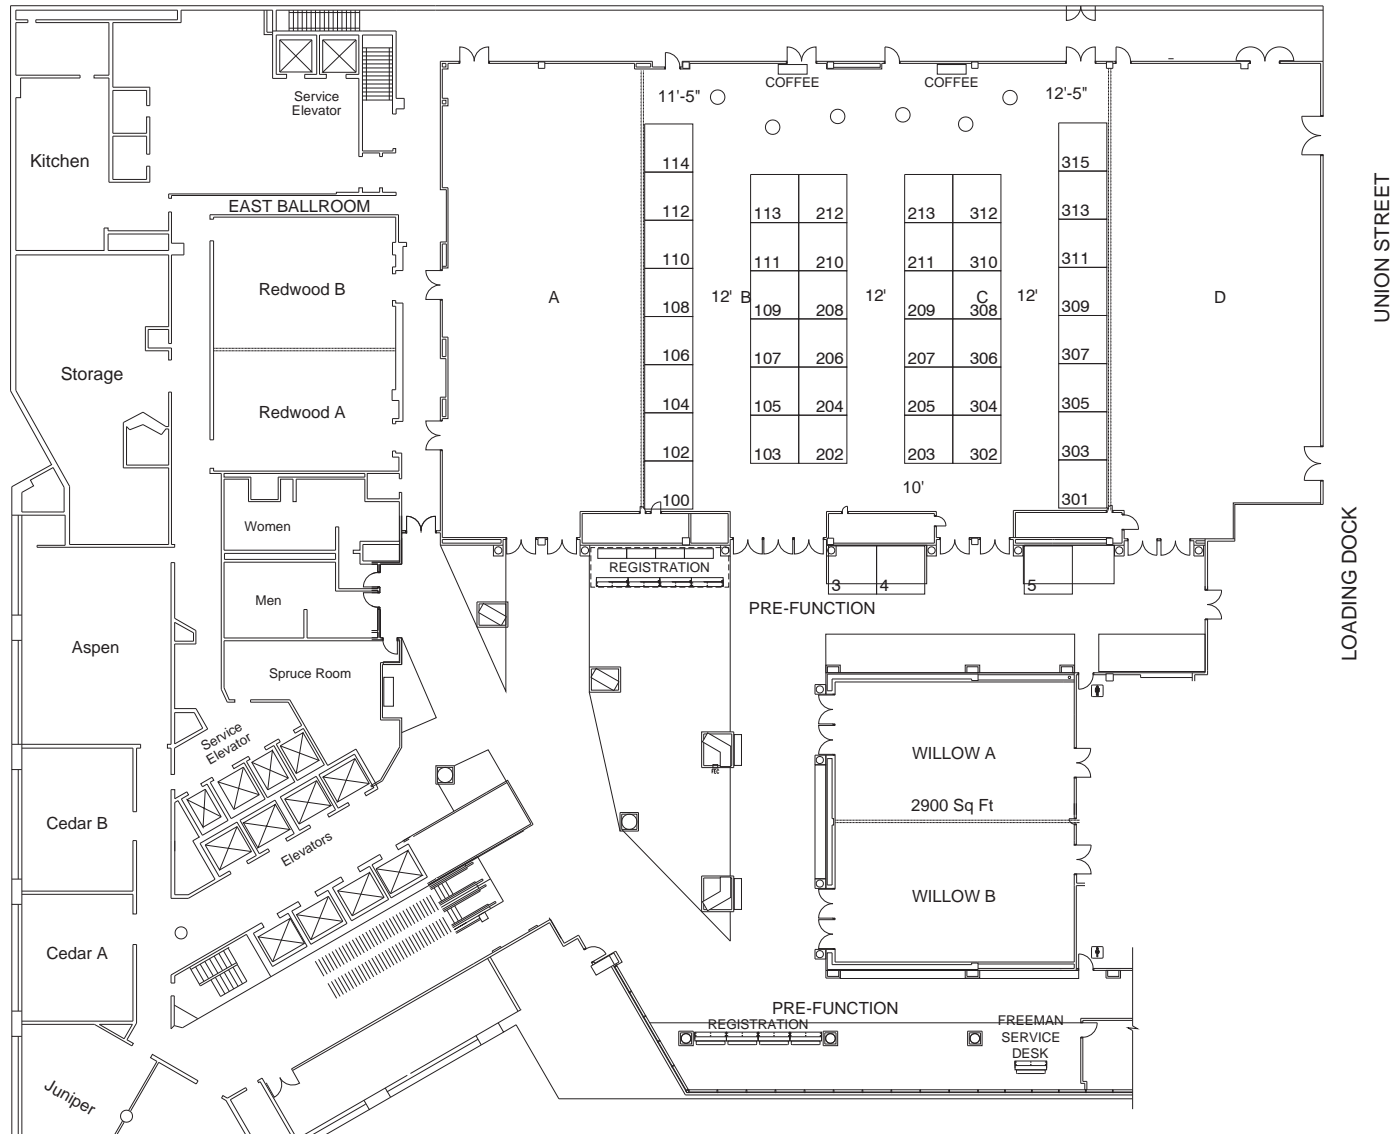 COFFEE
COFFEE
11'-5"
12'-5"
Service
Elevator
Kitchen
EAST BALLROOM
UNION STREET
114
315
112
113
212
213
312
313
110
111
210
211
310
311
Redwood B
A
12'
B
12'
C
12'
D
108
109
208
209
308
309
106
107
206
207
306
307
Storage
Redwood A
104
105
204
205
304
305
102
103
202
203
302
303
10'
100
301
Women
LOADING DOCK
REGISTRATION
3
4
5
PRE-FUNCTION
Men
Aspen
Spruce Room
Service
Elevator
WILLOW A
FEC
2900 Sq Ft
Cedar B
Elevators
WILLOW B
Cedar A
PRE-FUNCTION
REGISTRATION
FREEMAN
SERVICE
DESK
Juniper